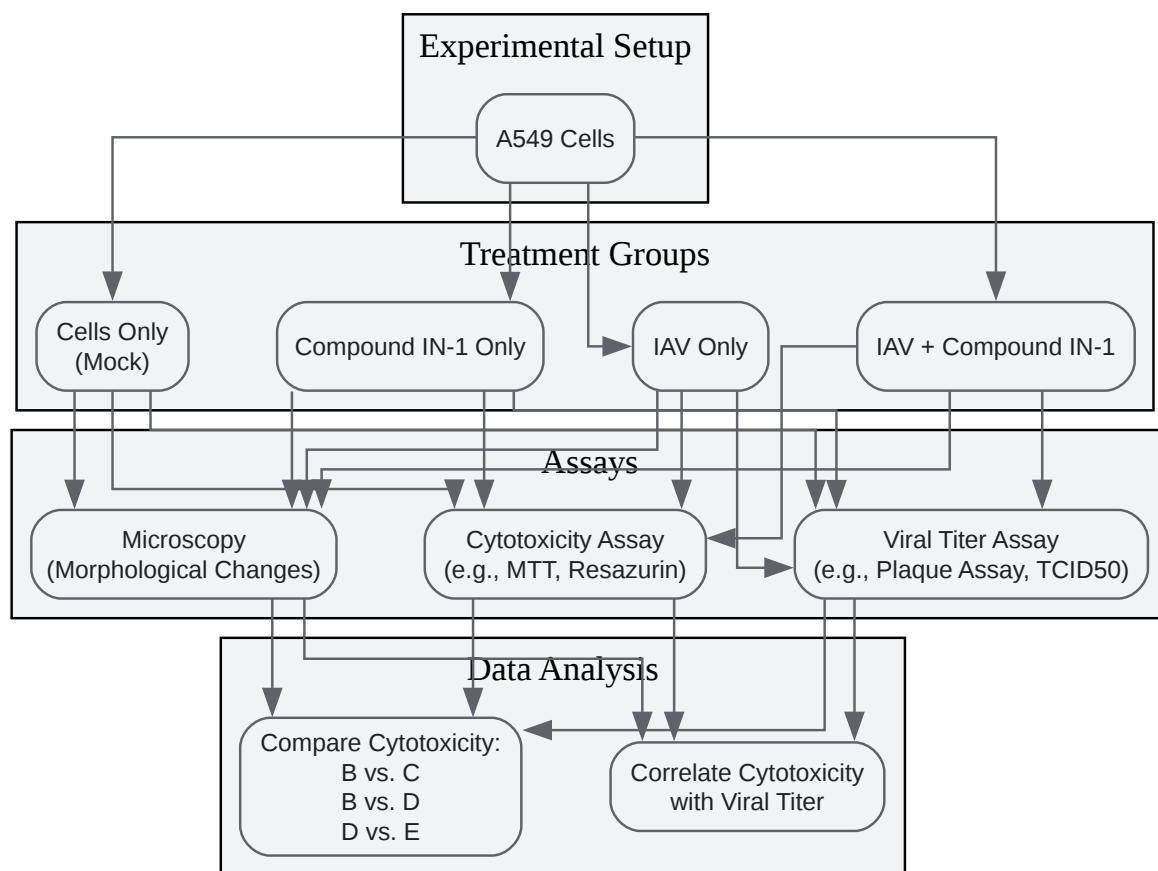 Experimental Setup
A549 Cells
Treatment Groups
Cells Only
(Mock)
Compound IN-1 Only
IAV Only
IAV + Compound IN-1
Assays
Microscopy
(Morphological Changes)
Cytotoxicity Assay
(e.g., MTT, Resazurin)
Viral Titer Assay
(e.g., Plaque Assay, TCID50)
Data Analysis
Compare Cytotoxicity:
B vs. C
B vs. D
D vs. E
Correlate Cytotoxicity
with Viral Titer